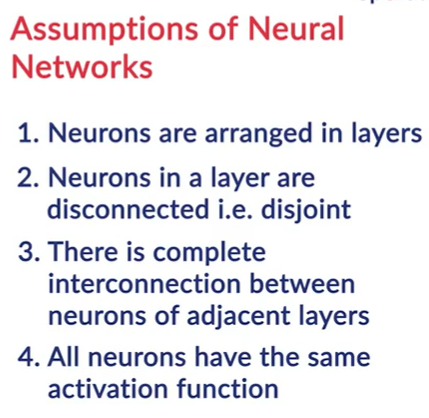 Assumptions of Neural
Networks
1. Neurons are arranged in layers
2. Neurons in a layer are
disconnected i.e. disjoint
3. There is complete
interconnection between
neurons of adjacent layers
4. All neurons have the same
activation function